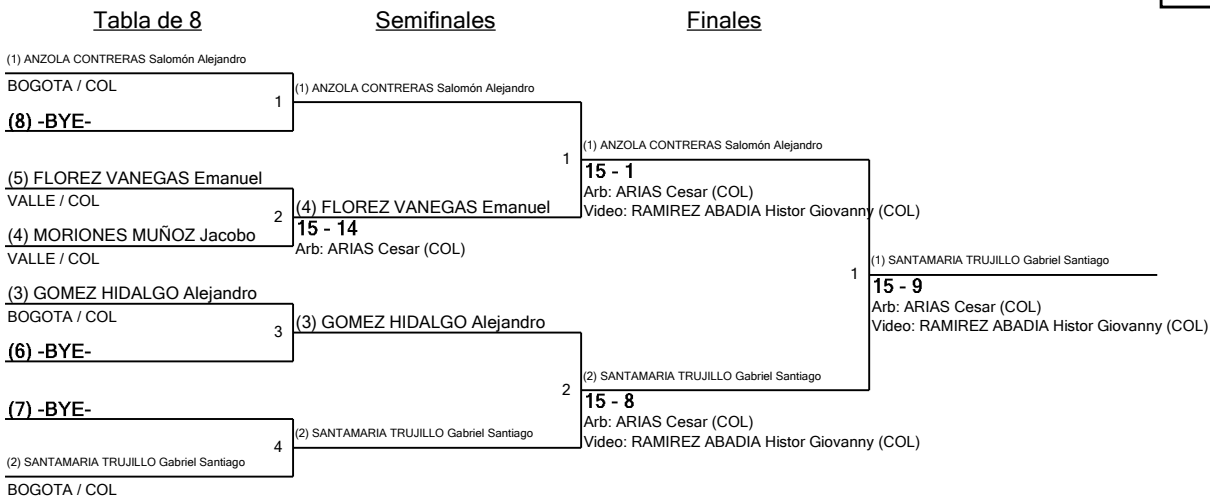 Tabla de 8
Semifinales
Finales
(1) ANZOLA CONTRERAS Salomón Alejandro
BOGOTA / COL
(8) -BYE-
1
(1) ANZOLA CONTRERAS Salomón Alejandro
(5) FLOREZ VANEGAS Emanuel
VALLE / COL
(4) MORIONES MUÑOZ Jacobo
VALLE / COL
2
(4) FLOREZ VANEGAS Emanuel
15 - 14
Arb: ARIAS Cesar (COL)
1
(1) ANZOLA CONTRERAS Salomón Alejandro
15 - 1
Arb: ARIAS Cesar (COL)
Video: RAMIREZ ABADIA Histor Giovanny (COL)
(3) GOMEZ HIDALGO Alejandro
BOGOTA / COL
(6) -BYE-
3
(3) GOMEZ HIDALGO Alejandro
(7) -BYE-
(2) SANTAMARIA TRUJILLO Gabriel Santiago
BOGOTA / COL
4
(2) SANTAMARIA TRUJILLO Gabriel Santiago
2
(2) SANTAMARIA TRUJILLO Gabriel Santiago
15 - 8
Arb: ARIAS Cesar (COL)
Video: RAMIREZ ABADIA Histor Giovanny (COL)
1
(1) SANTAMARIA TRUJILLO Gabriel Santiago
15 - 9
Arb: ARIAS Cesar (COL)
Video: RAMIREZ ABADIA Histor Giovanny (COL)